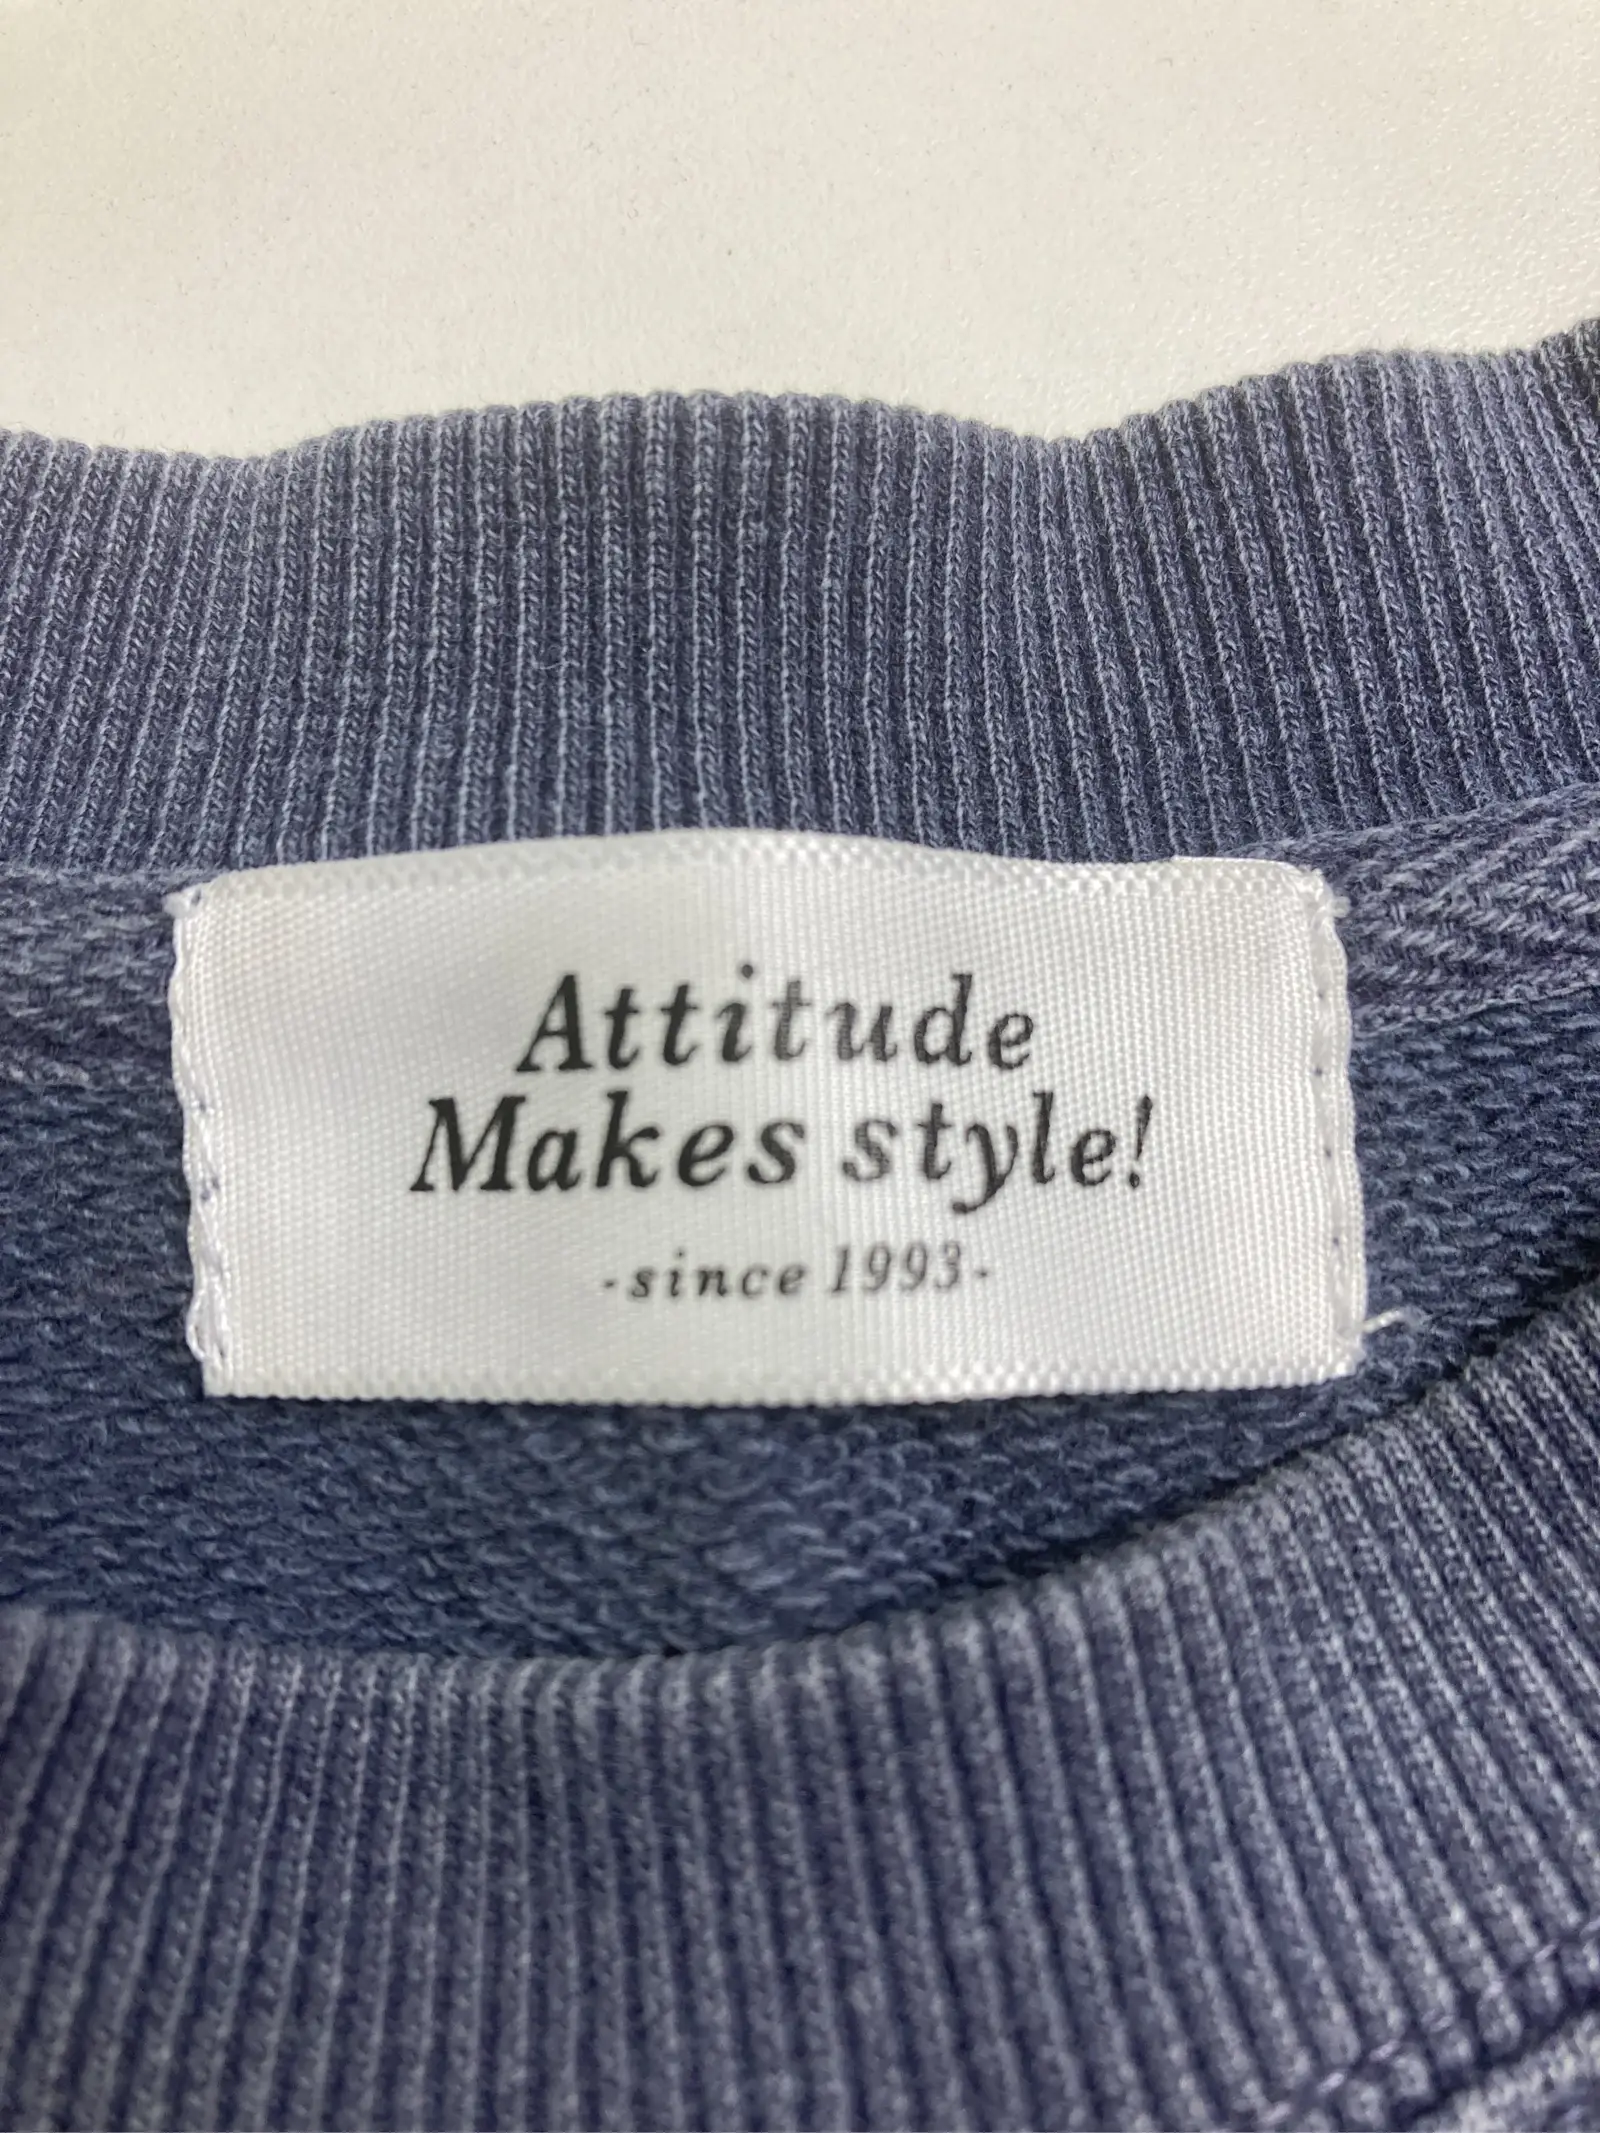 Attitude
Makes style!
-since 1993-